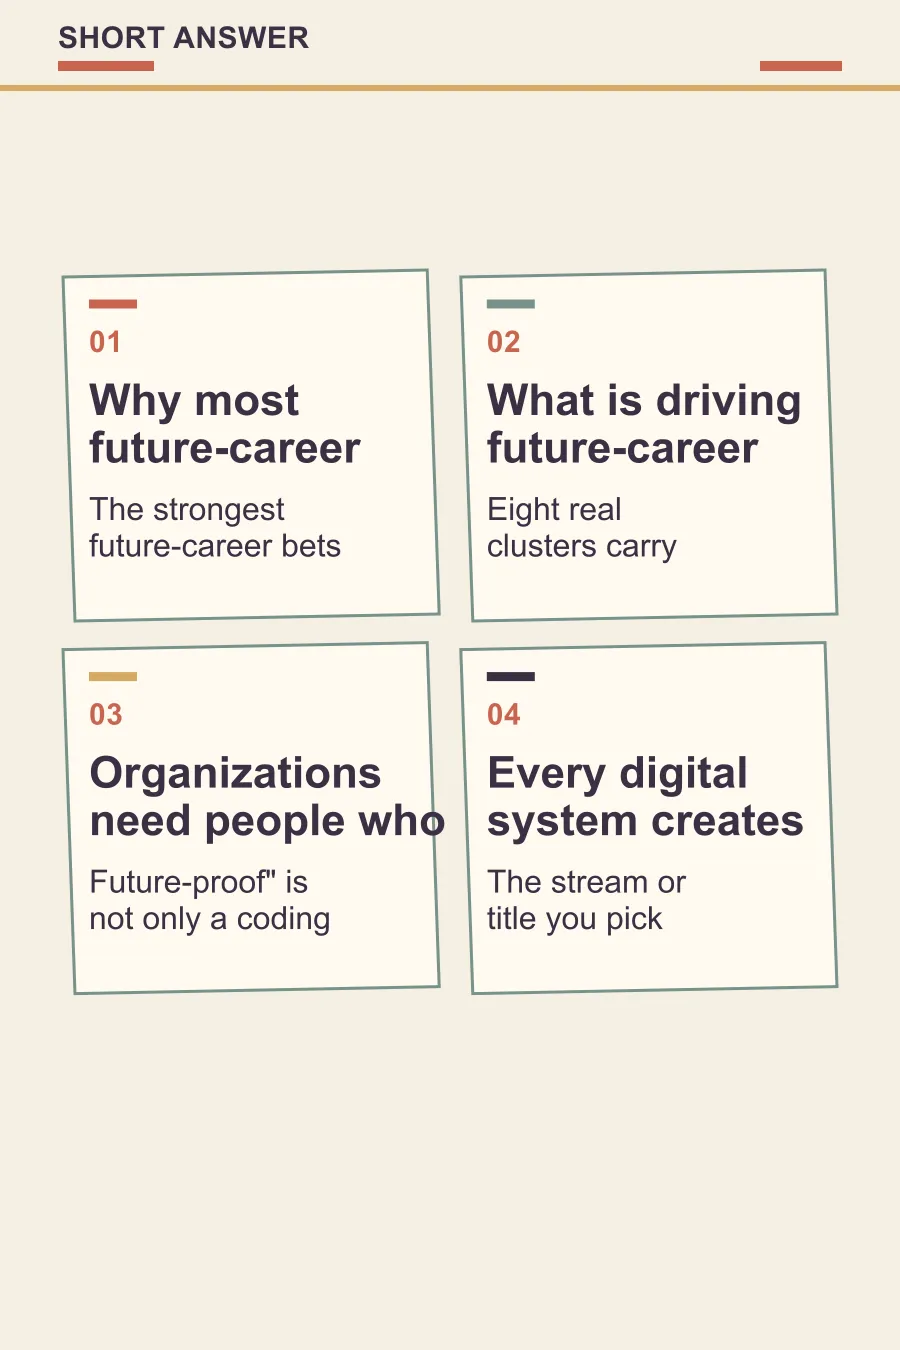 SHORT ANSWER
01
Why most
future-career
The strongest
future-career bets
02
What is driving
future-career
Eight real
clusters carry
03
Organizations
need people who
Future-proof" is
not only a coding
04
Every digital
system creates
The stream or
title you pick